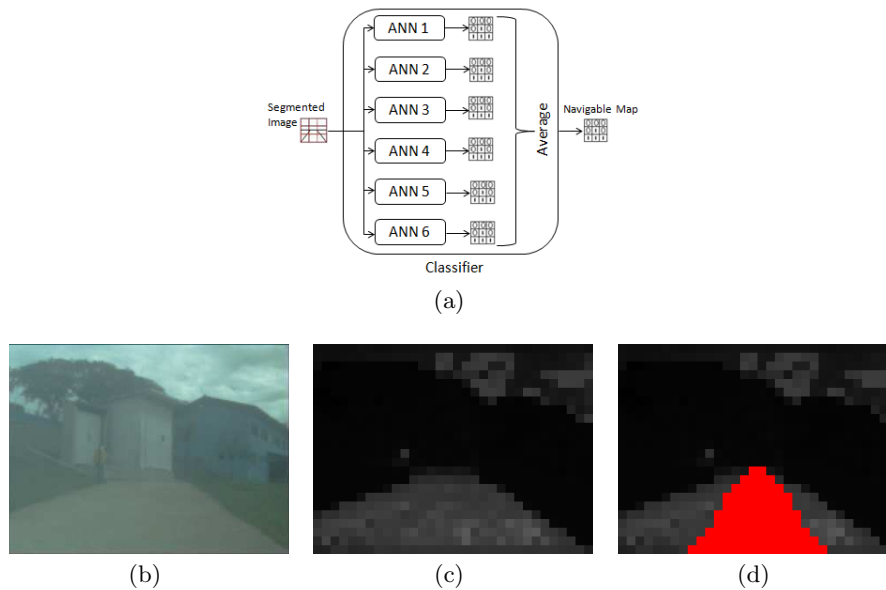 ANN 1
ANN 2
ANN 3
ANN 4
ANN 5
ANN 6
Segmented
Image
Average
Navigable Map
Classifier
(a)
(b)
(c)
(d)